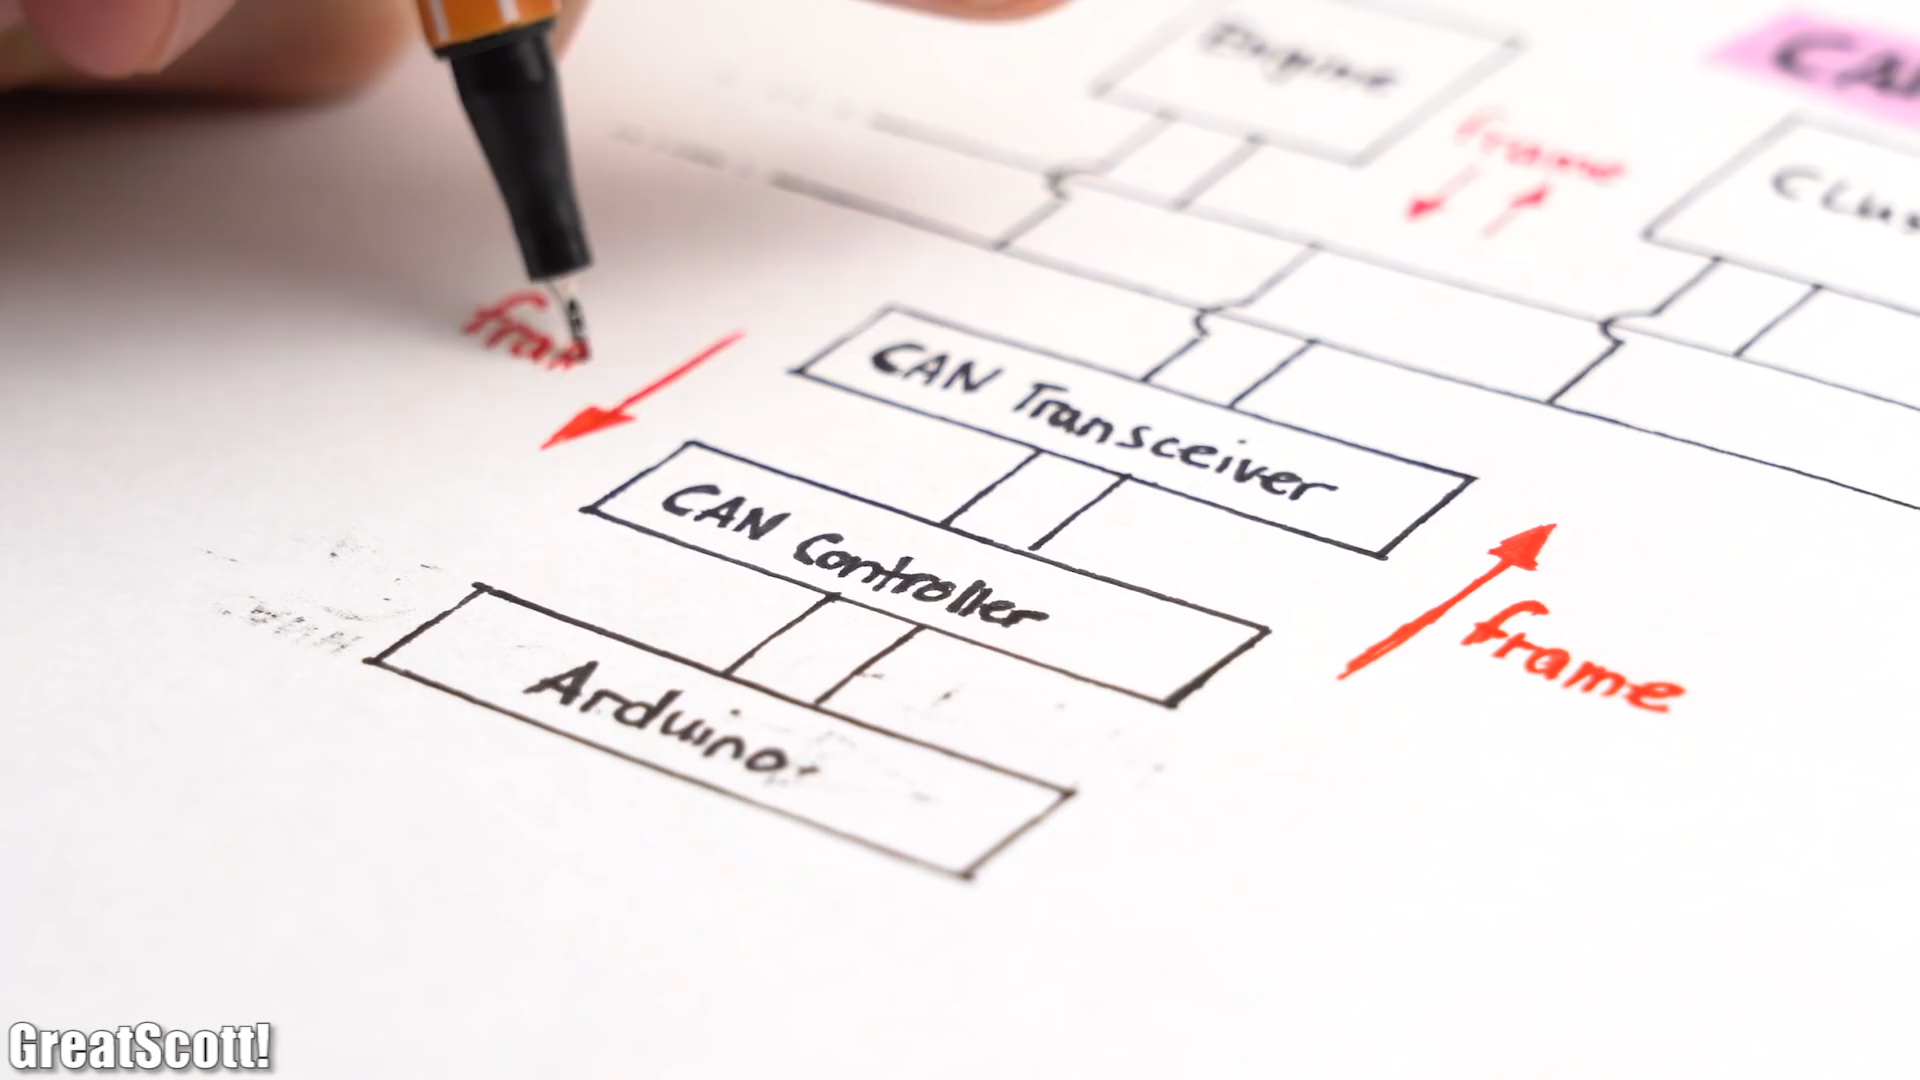 Engine
frame
CAN Transceiver
CAN Controller
frame
Arduino
GreatScott!